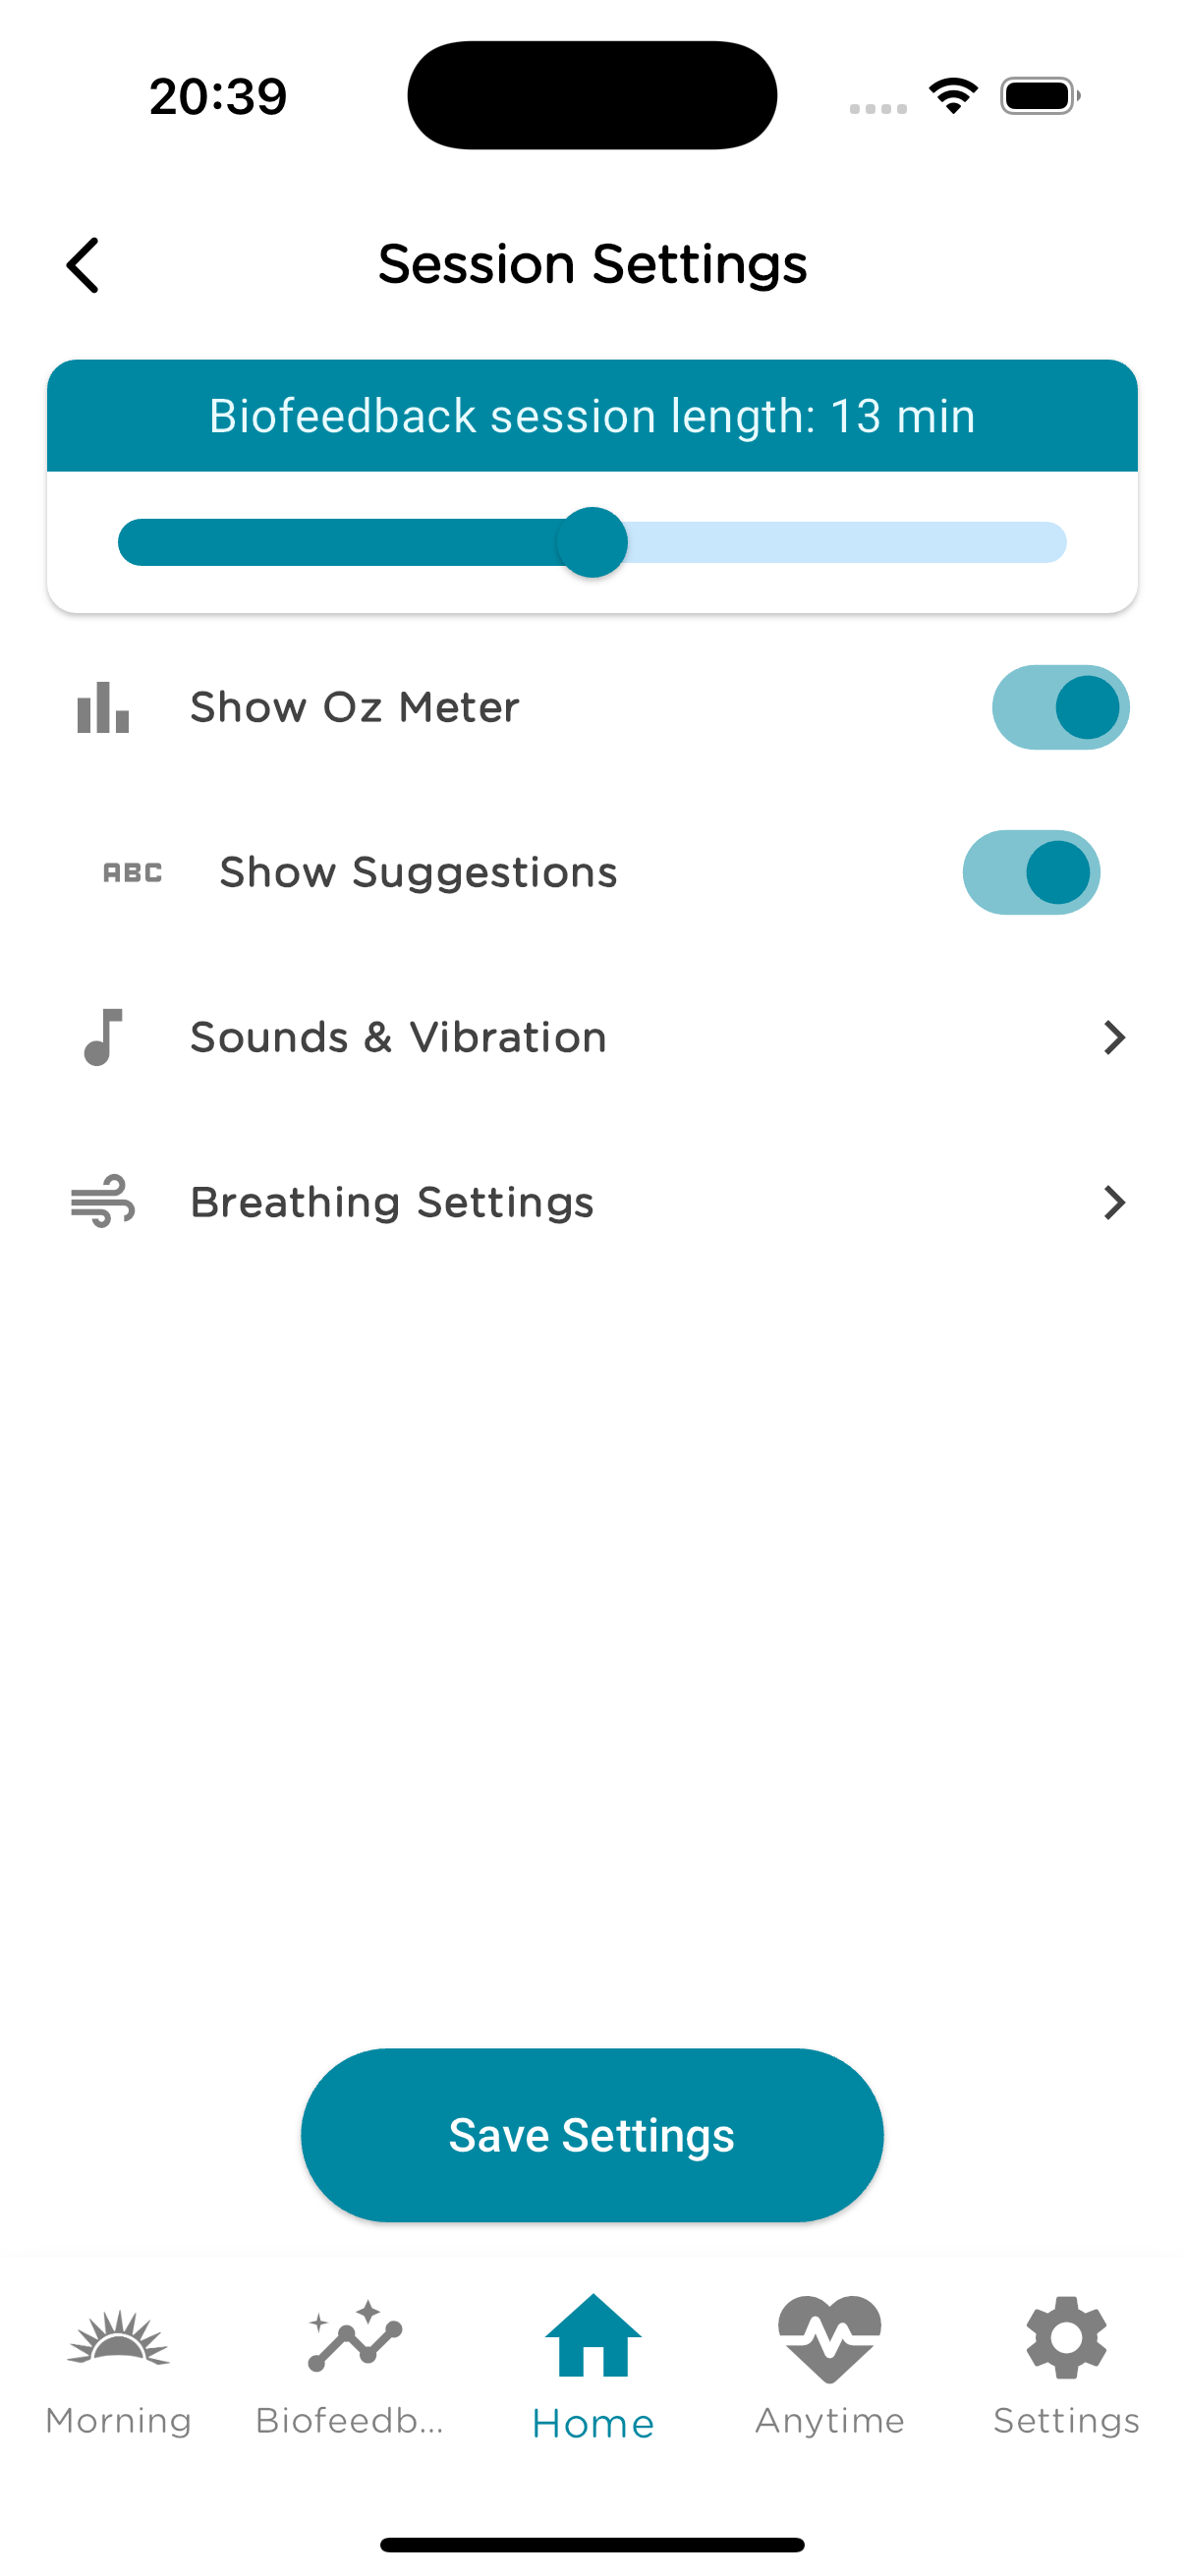 20:39
Session Settings
Biofeedback session length: 13 min
Show Oz Meter
ABC Show Suggestions
Sounds & Vibration
Breathing Settings
Save Settings
Morning Biofeedb... Home Anytime Settings